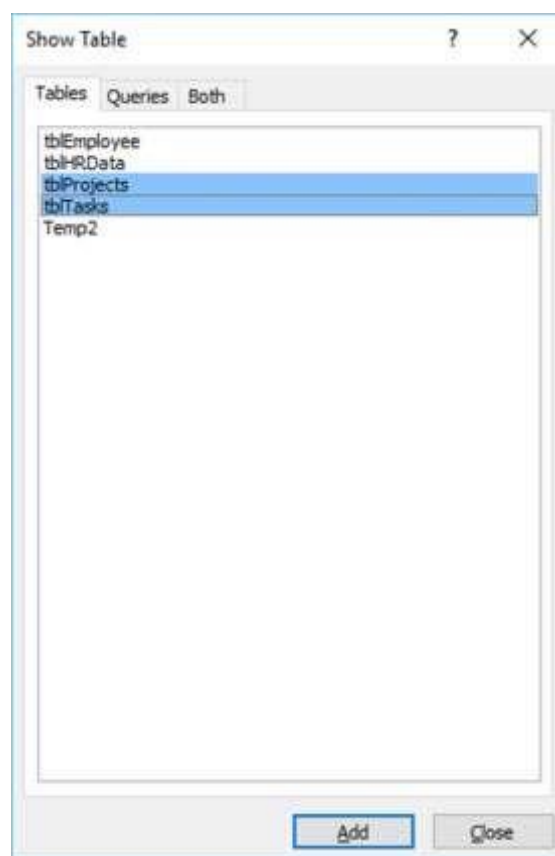 Show Table ? ×
Tables Queries Both
tblEmployee
tblHRData
tblProjects
tblTasks
Temp2
Add Close